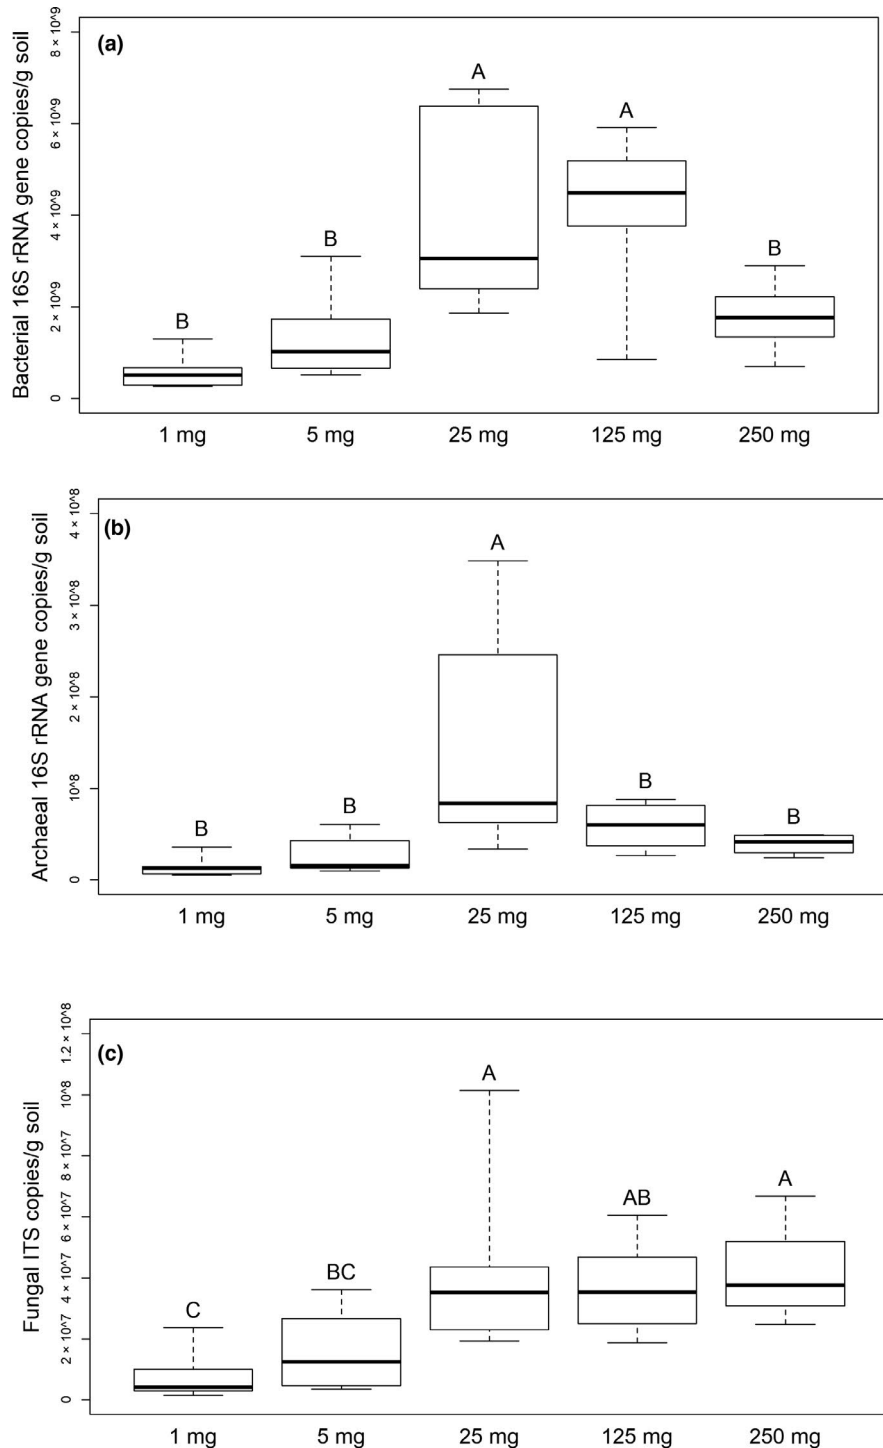 (a)
Bacterial 16S rRNA gene copies/g soil
8 × 10^9
6 × 10^9
4 × 10^9
2 × 10^9
0
B
B
A
A
B
1 mg
5 mg
25 mg
125 mg
250 mg
(b)
Archaeal 16S rRNA gene copies/g soil
4 × 10^8
3 × 10^8
2 × 10^8
10^8
0
B
B
A
B
B
1 mg
5 mg
25 mg
125 mg
250 mg
(c)
Fungal ITS copies/g soil
1.2 × 10^8
10^8
8 × 10^7
6 × 10^7
4 × 10^7
2 × 10^7
0
C
BC
A
AB
A
1 mg
5 mg
25 mg
125 mg
250 mg